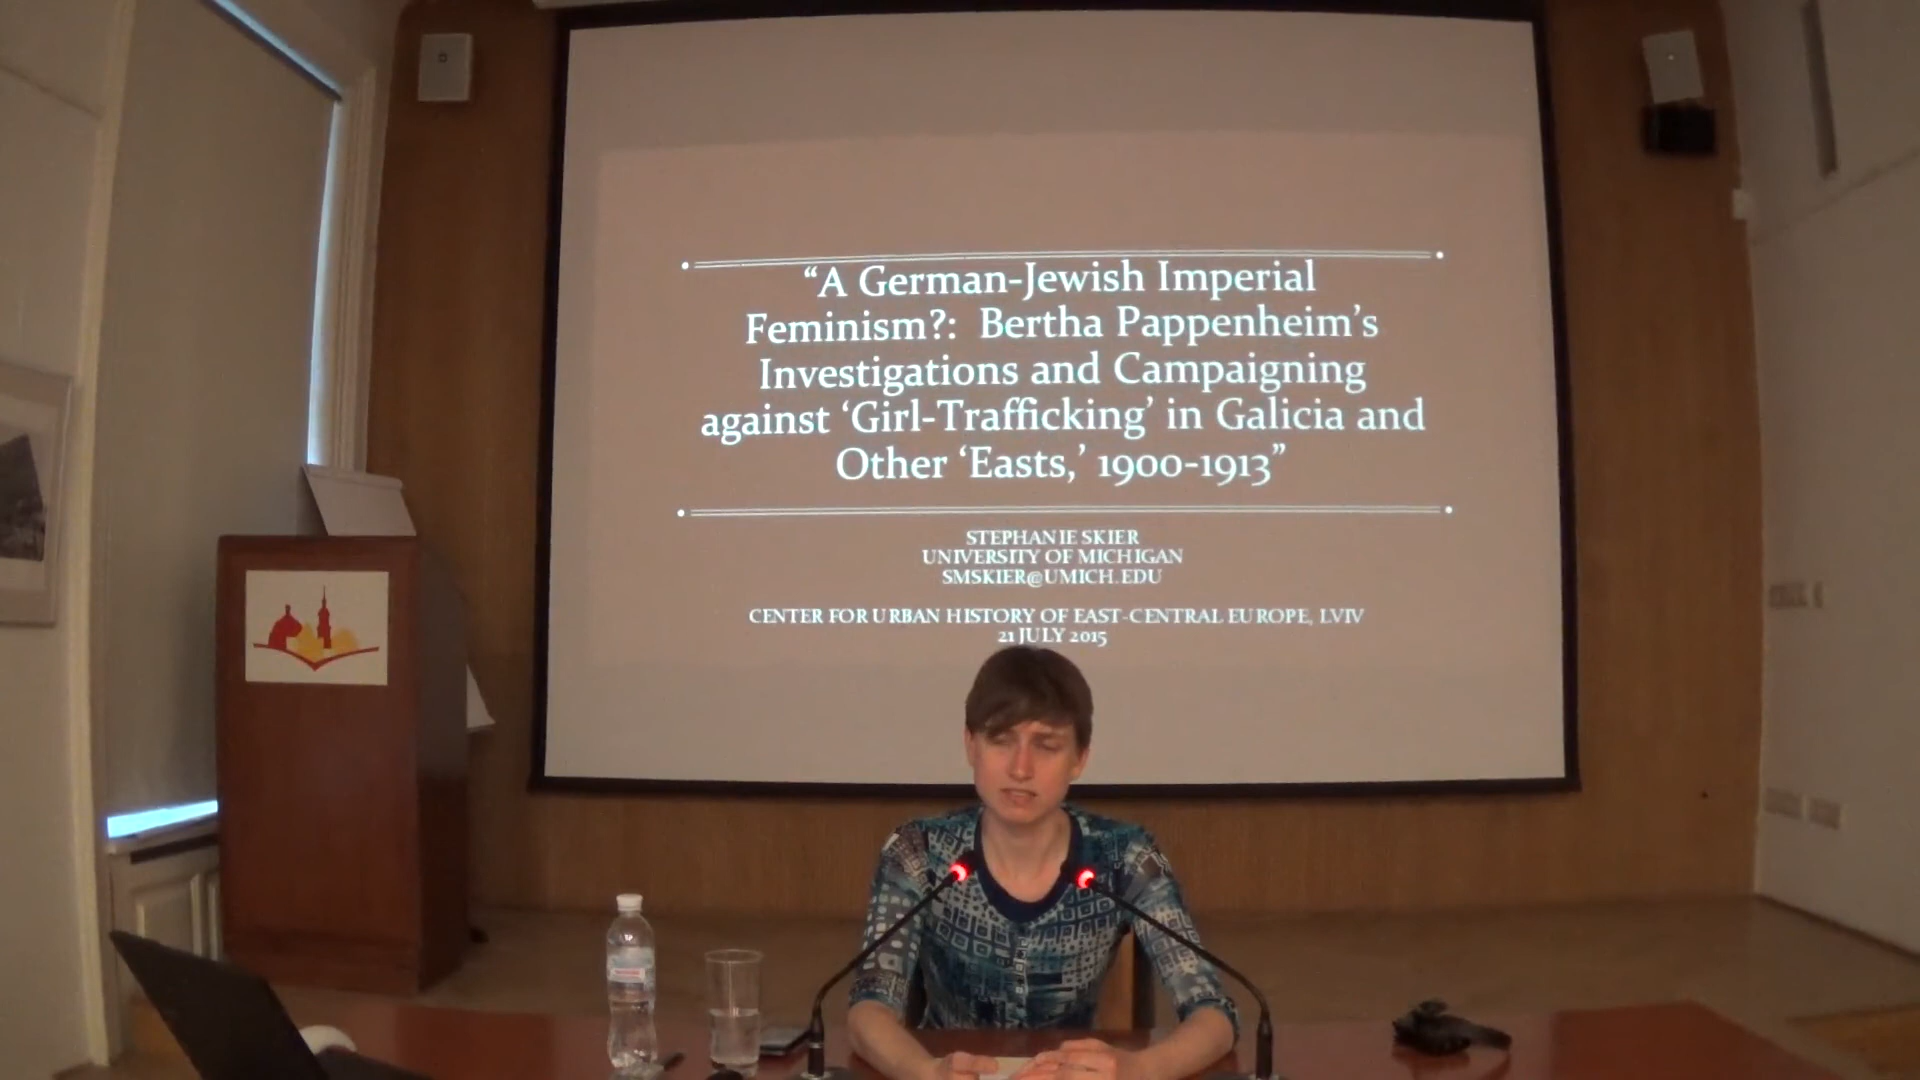 “A German-Jewish Imperial
Feminism?: Bertha Pappenheim’s
Investigations and Campaigning
against ‘Girl-Trafficking’ in Galicia and
Other ‘Easts,’ 1900-1913”
STEPHANIE SKIER
UNIVERSITY OF MICHIGAN
SMSKIER@UMICH.EDU
CENTER FOR URBAN HISTORY OF EAST-CENTRAL EUROPE, LVIV
21 JULY 2015